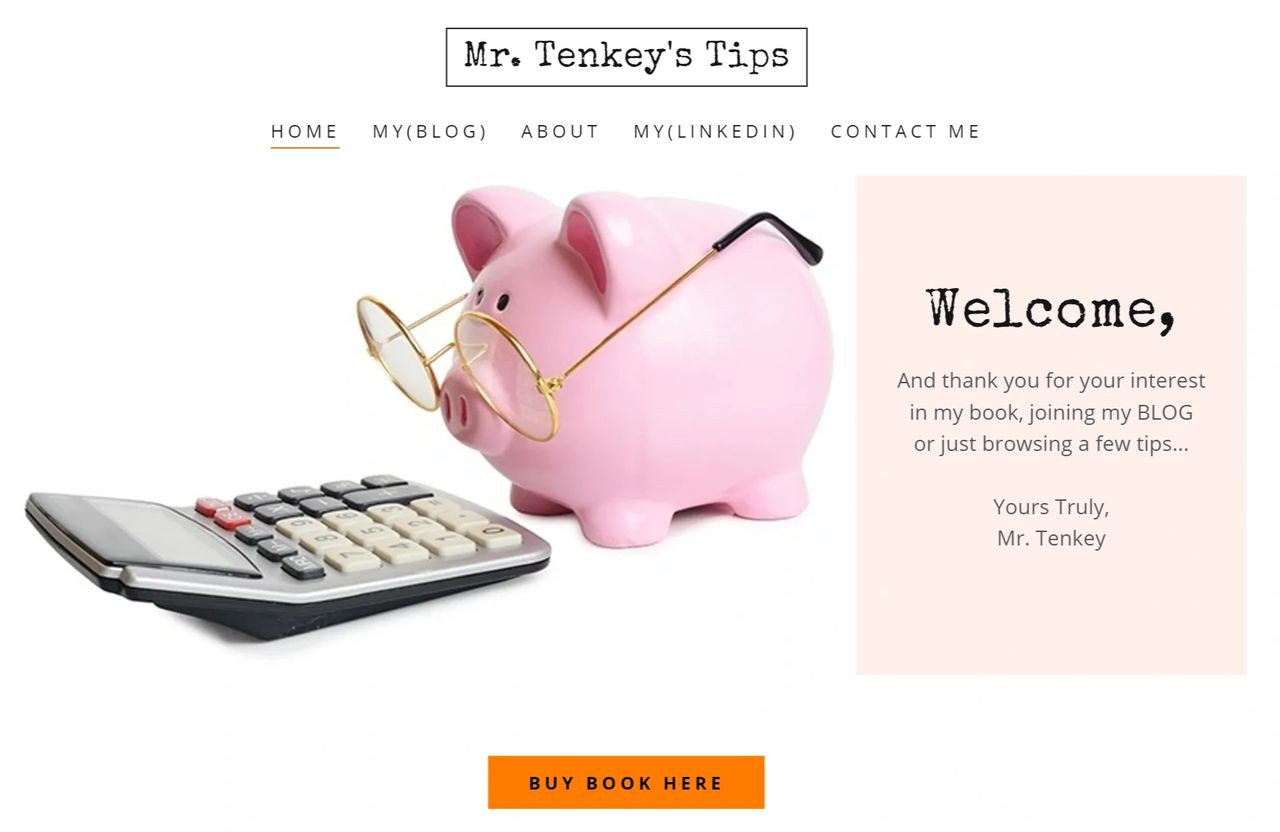 Mr. Tenkey's Tips
HOME MY(BLOG) ABOUT MY(LINKEDIN) CONTACT ME
Welcome,
And thank you for your interest
in my book, joining my BLOG
or just browsing a few tips...
Yours Truly,
Mr. Tenkey
BUY BOOK HERE